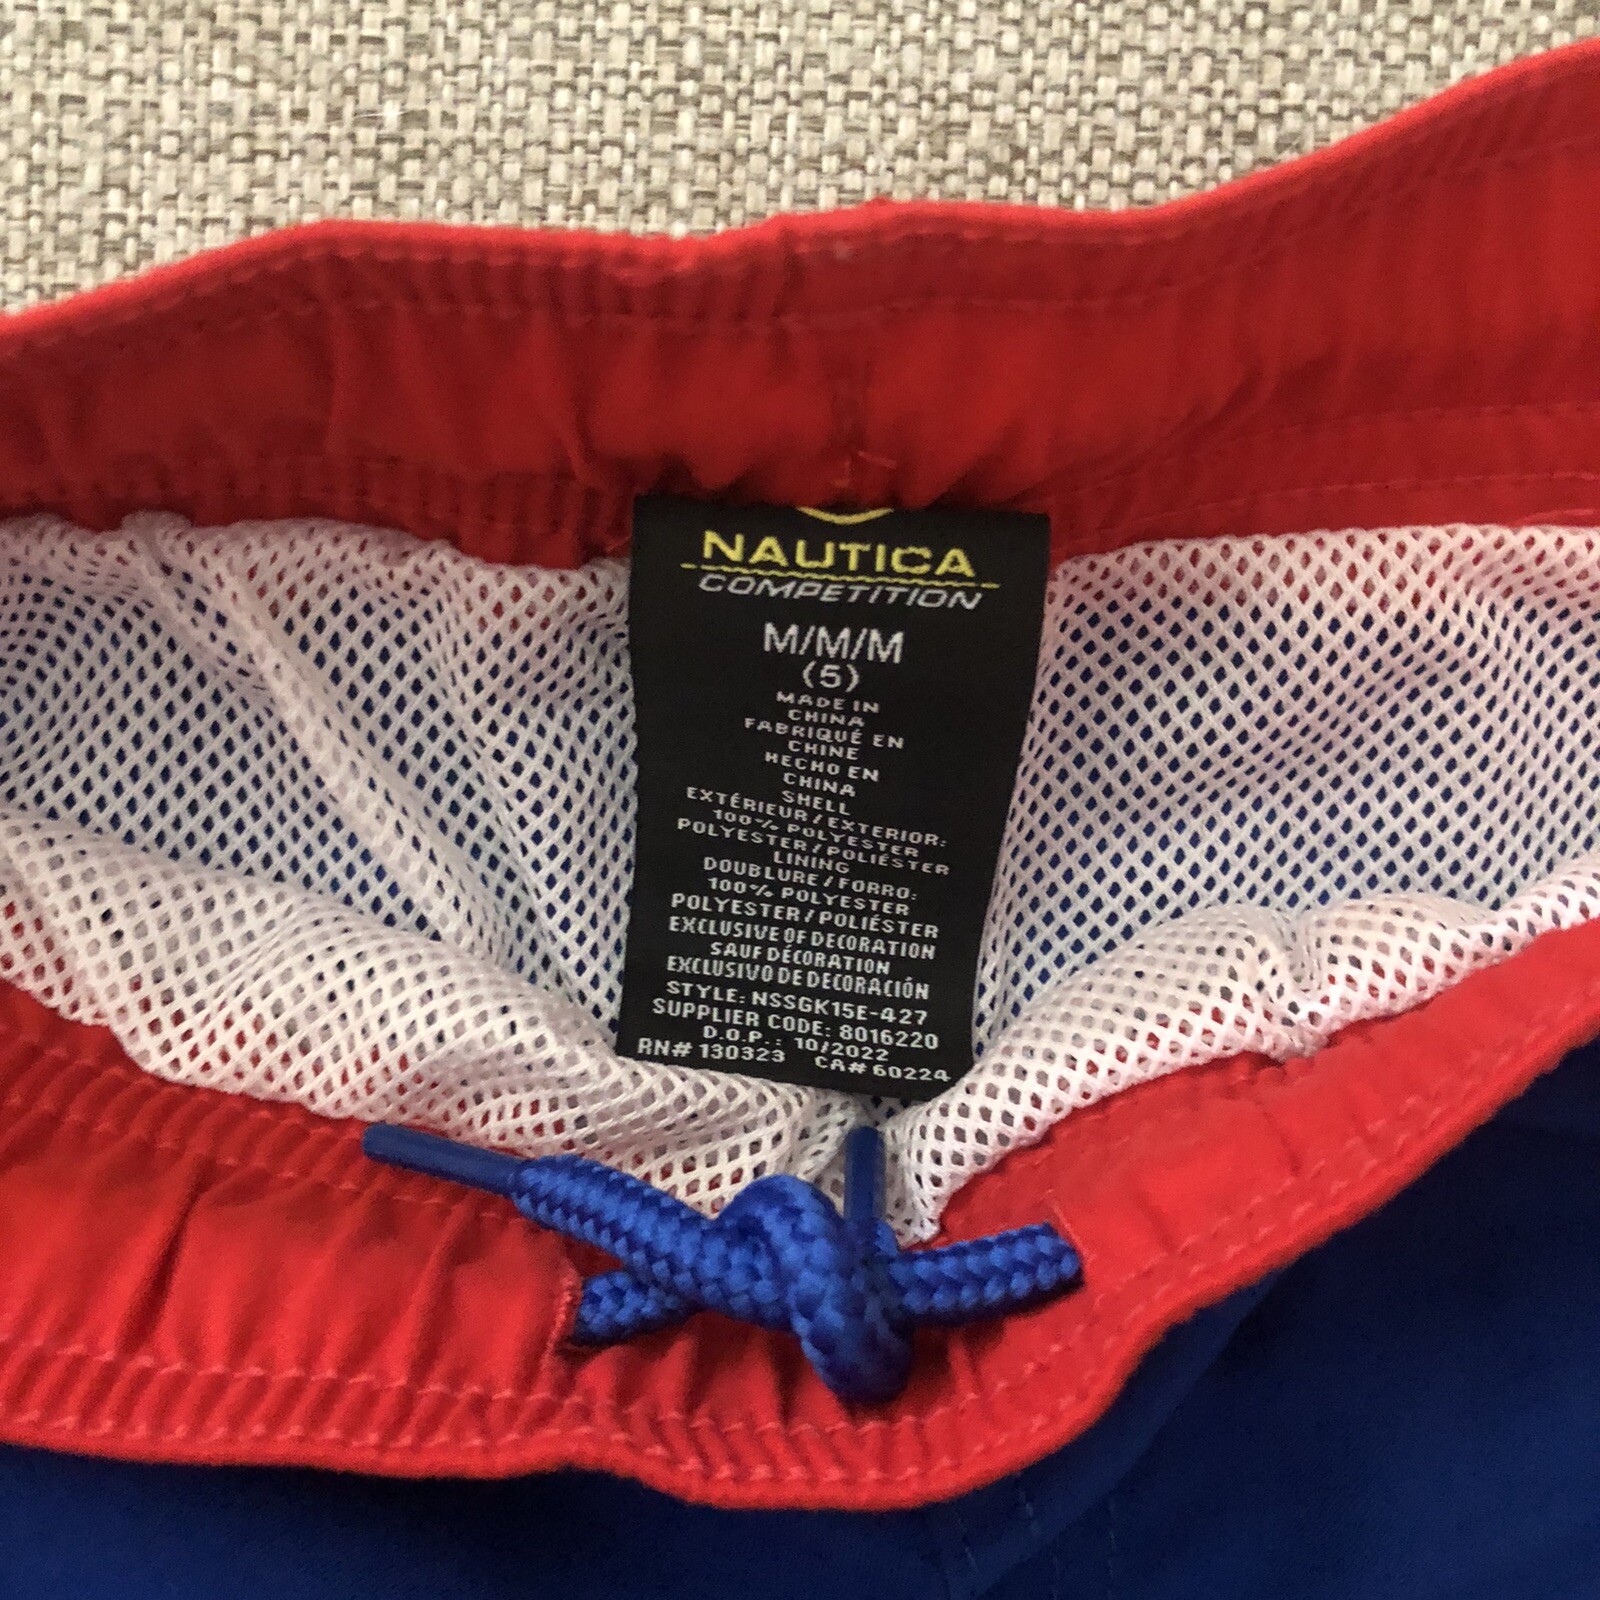 NAUTICA
COMPETITION
M/M/M
(5)
MADE IN
CHINA
FABRIQUÉ EN
CHINE
HECHO EN
CHINA
SHELL
EXTÉRIEUR / EXTERIOR:
100% POLYESTER
POLYESTER / POLIÉSTER
LINING
DOUBLURE / FORRO:
100% POLYESTER
POLYESTER / POLIÉSTER
EXCLUSIVE OF DECORATION
SAUF DÉCORATION
EXCLUSIVO DE DECORACIÓN
STYLE: NSSGK15E-427
SUPPLIER CODE: 8016220
D.O.P.: 10/2022
RN# 130323 CA# 60224